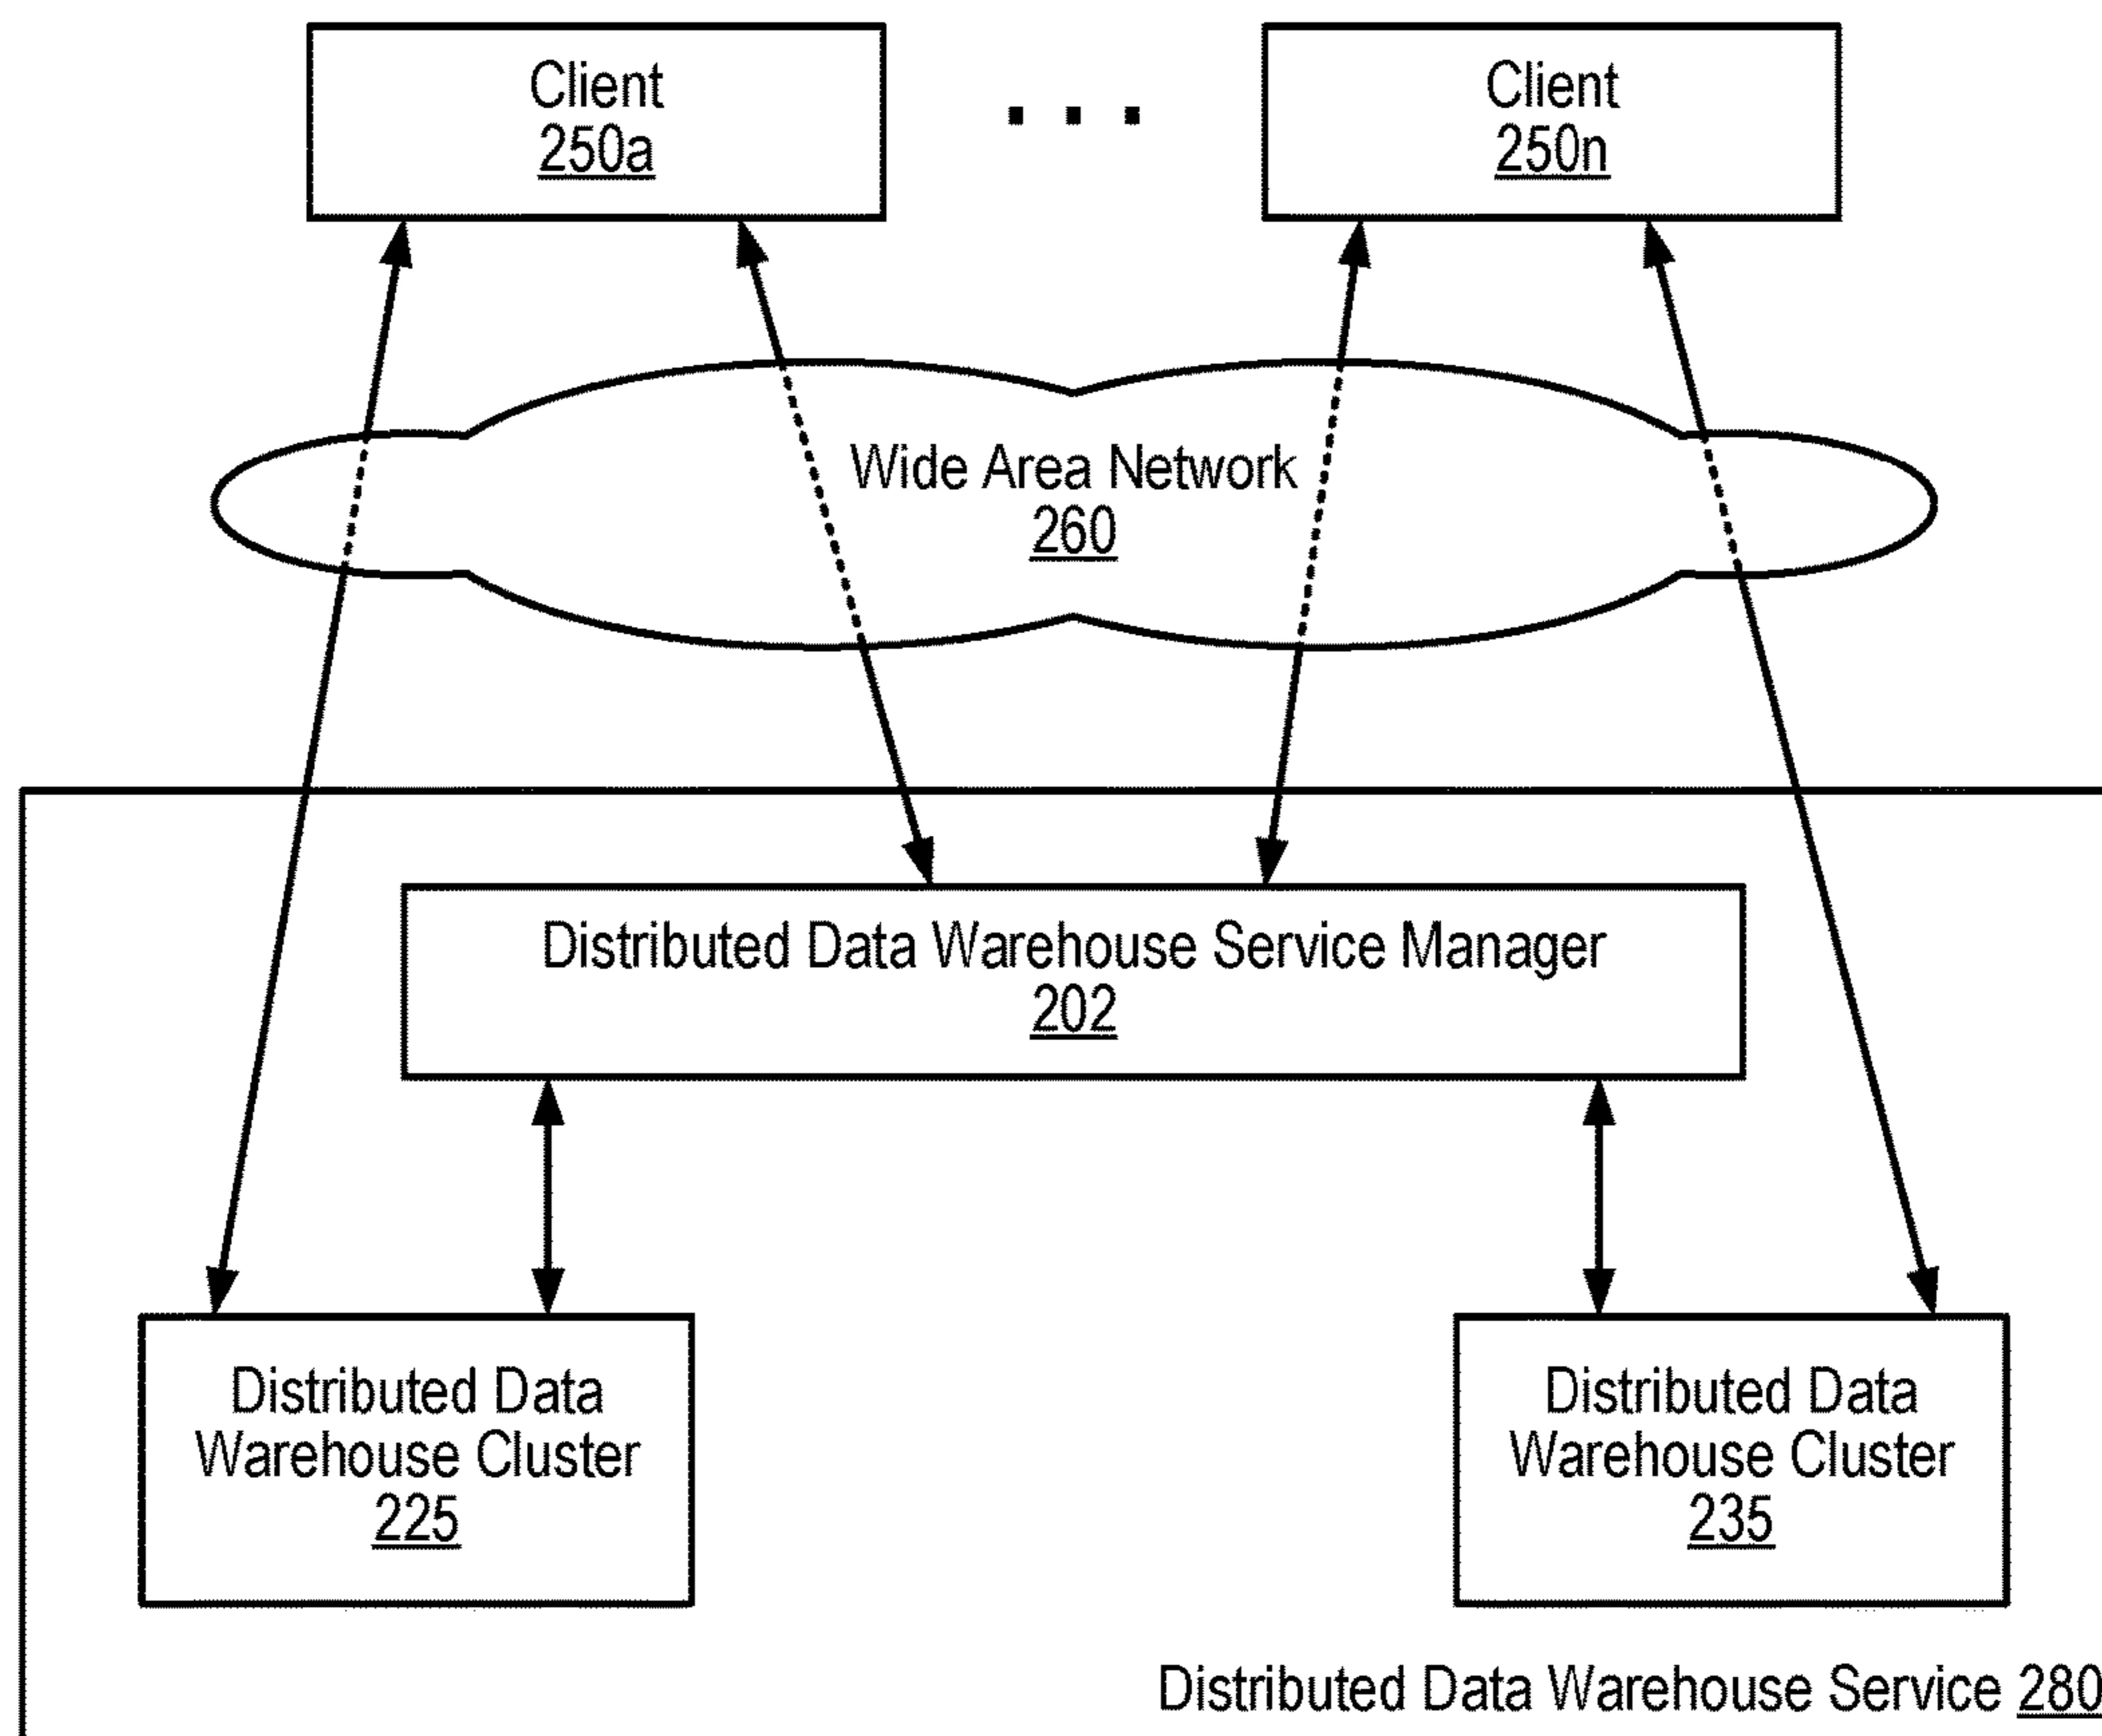 Client
250a
. . .
Client
250n
Wide Area Network
260
Distributed Data Warehouse Service Manager
202
Distributed Data
Warehouse Cluster
225
Distributed Data
Warehouse Cluster
235
Distributed Data Warehouse Service 280